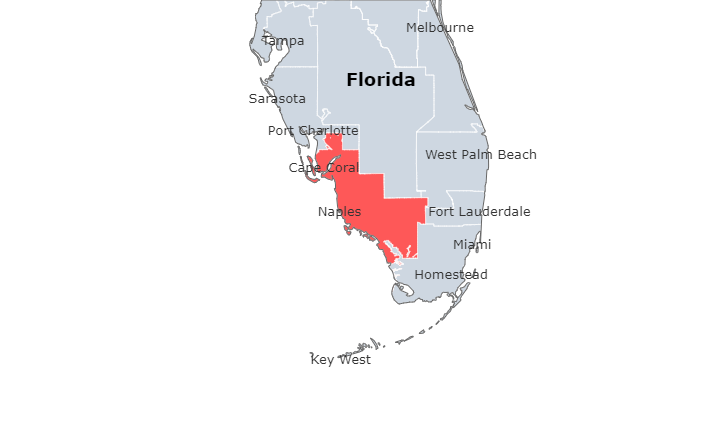 Melbourne
Tampa
Florida
Sarasota
Port Charlotte
West Palm Beach
Cape Coral
Naples
Fort Lauderdale
Miami
Homestead
Key West